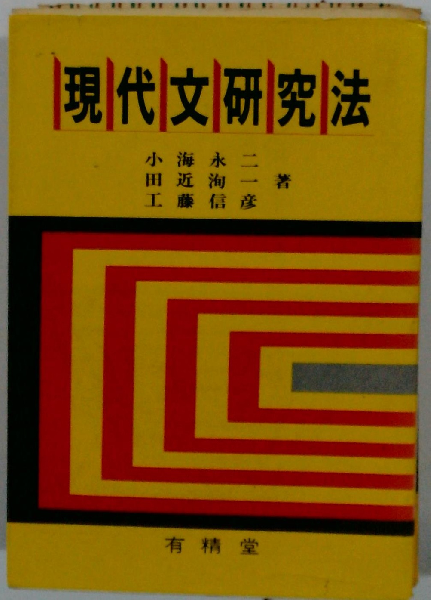 現代文研究法
小海永二
田近洵一 著
工藤信彦
有精堂